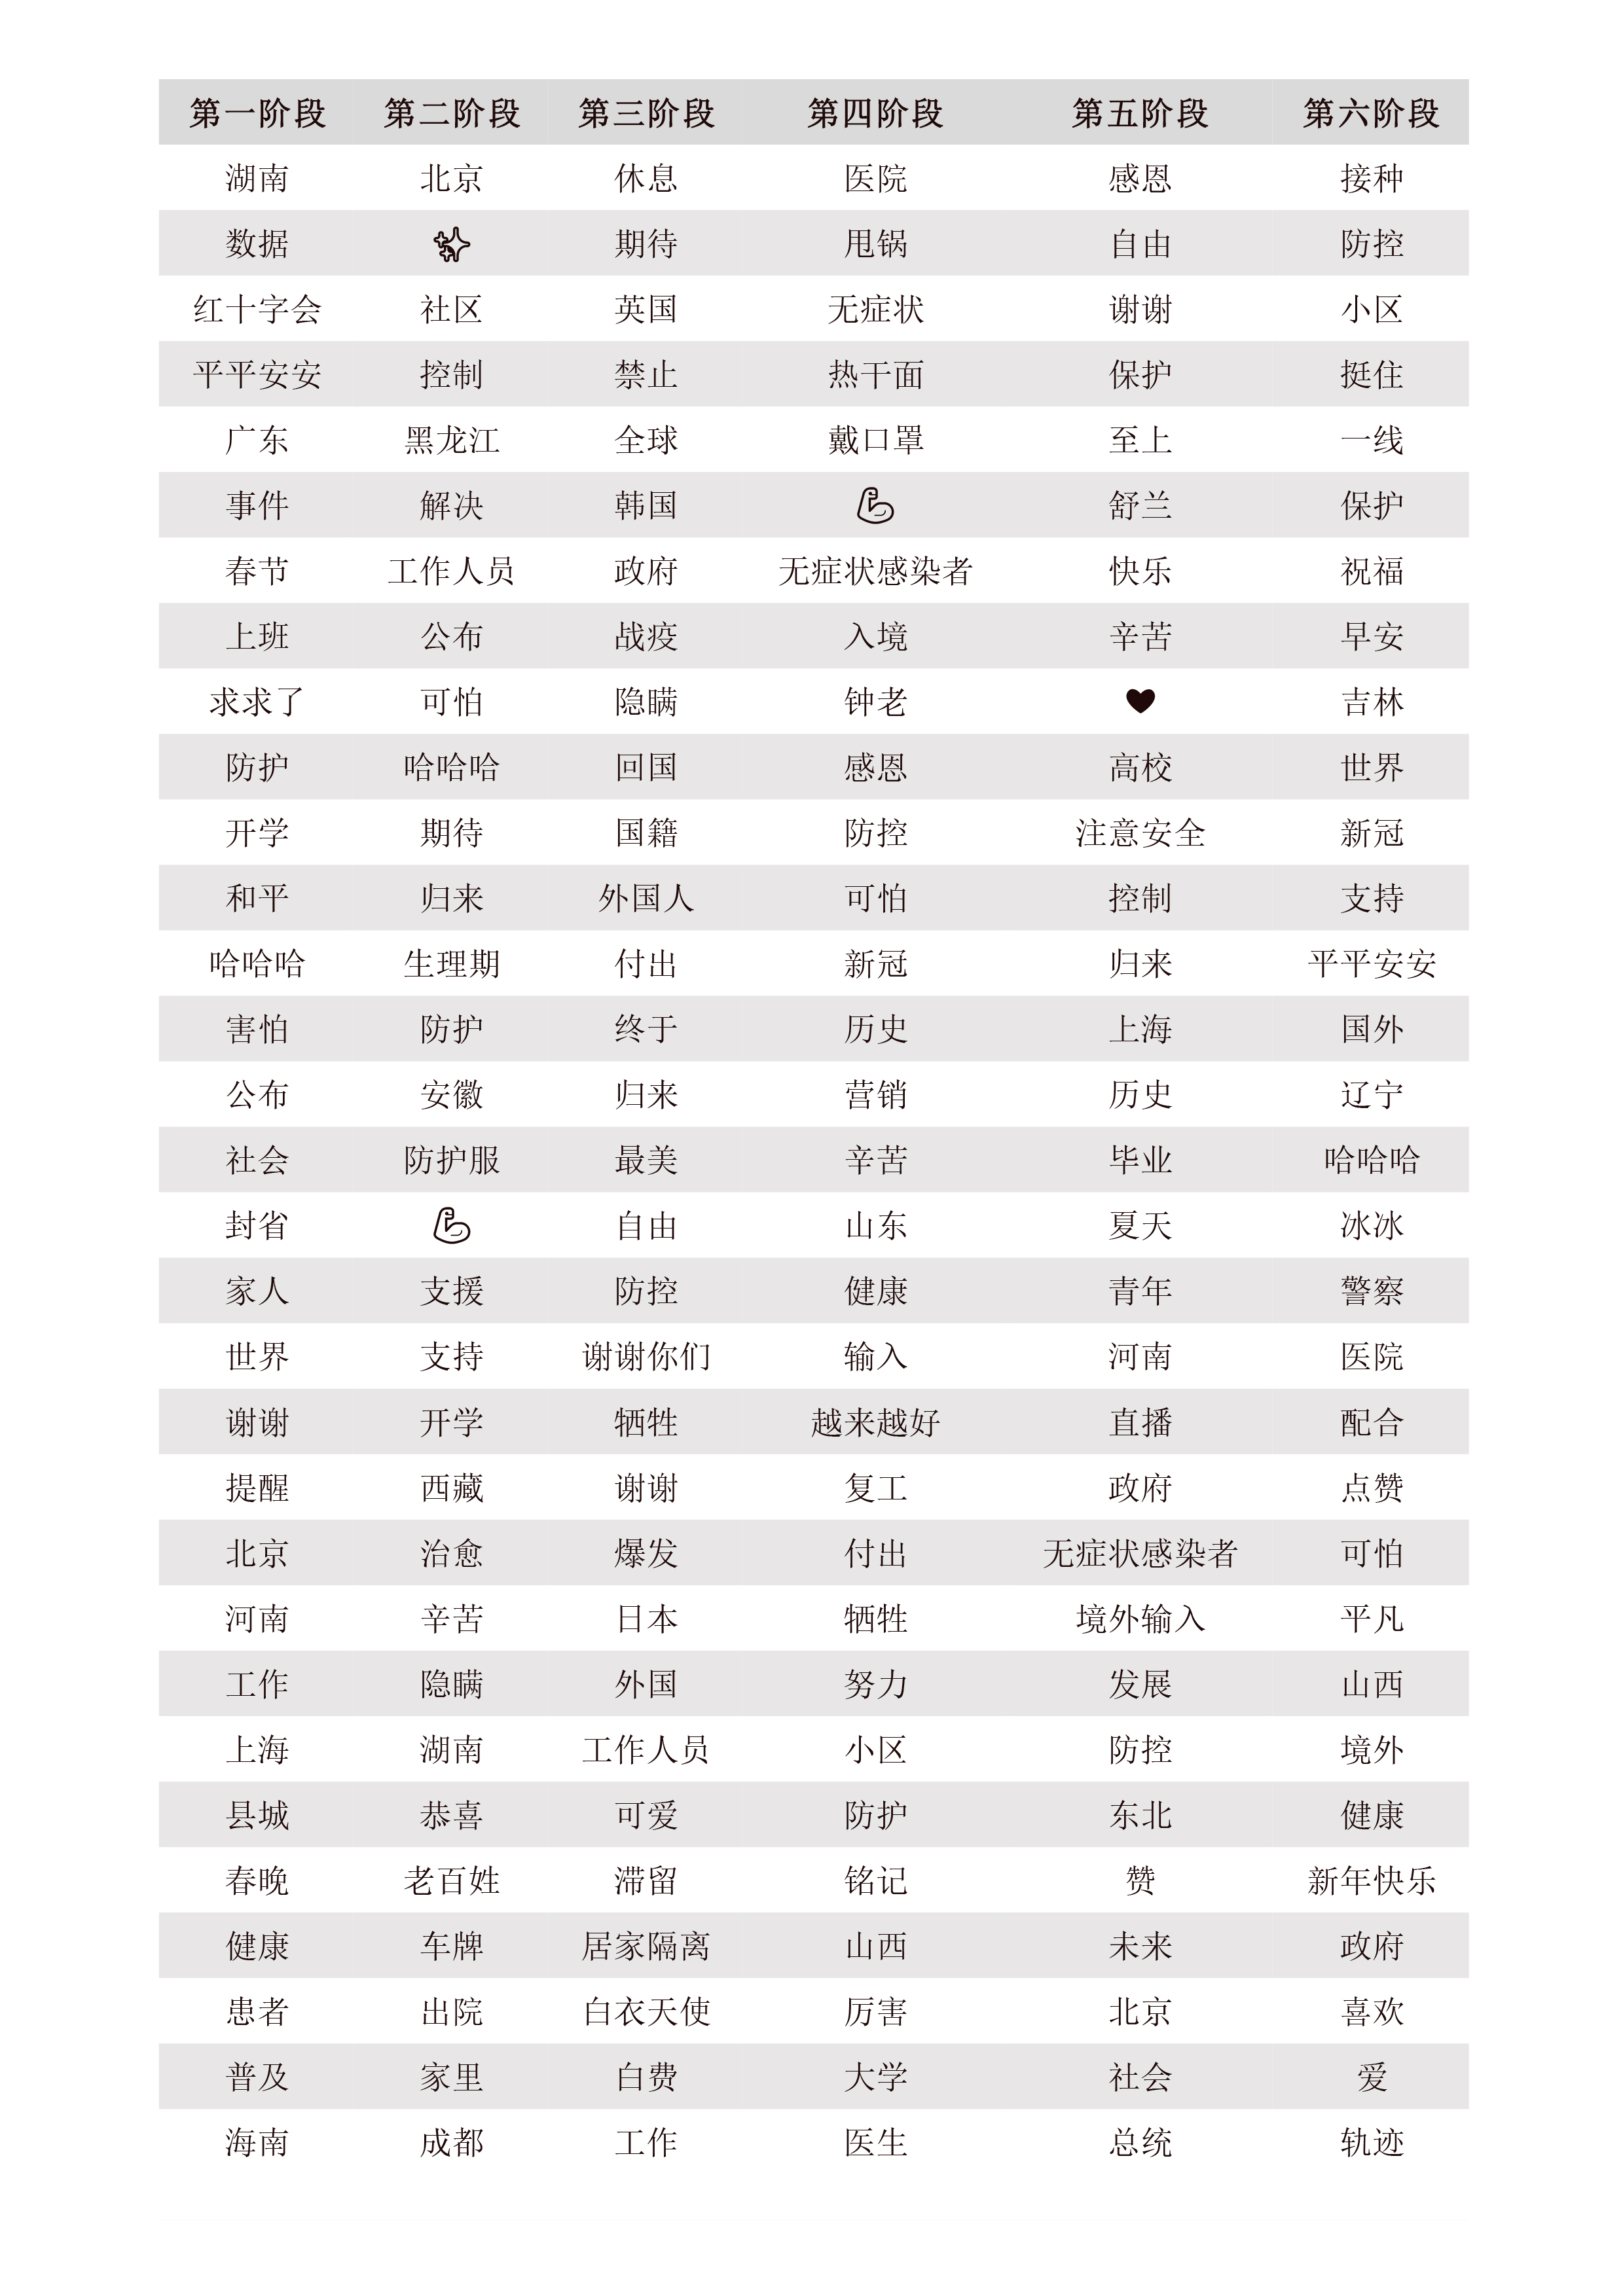 第一阶段 第二阶段 第三阶段 第四阶段 第五阶段 第六阶段
湖南 北京 休息 医院 感恩 接种
数据 ✨ 期待 甩锅 自由 防控
红十字会 社区 英国 无症状 谢谢 小区
平平安安 控制 禁止 热干面 保护 挺住
广东 黑龙江 全球 戴口罩 至上 一线
事件 解决 韩国 💪 舒兰 保护
春节 工作人员 政府 无症状感染者 快乐 祝福
上班 公布 战疫 入境 辛苦 早安
求求了 可怕 隐瞒 钟老 ♥ 吉林
防护 哈哈哈 回国 感恩 高校 世界
开学 期待 国籍 防控 注意安全 新冠
和平 归来 外国人 可怕 控制 支持
哈哈哈 生理期 付出 新冠 归来 平平安安
害怕 防护 终于 历史 上海 国外
公布 安徽 归来 营销 历史 辽宁
社会 防护服 最美 辛苦 毕业 哈哈哈
封省 💪 自由 山东 夏天 冰冰
家人 支援 防控 健康 青年 警察
世界 支持 谢谢你们 输入 河南 医院
谢谢 开学 牺牲 越来越好 直播 配合
提醒 西藏 谢谢 复工 政府 点赞
北京 治愈 爆发 付出 无症状感染者 可怕
河南 辛苦 日本 牺牲 境外输入 平凡
工作 隐瞒 外国 努力 发展 山西
上海 湖南 工作人员 小区 防控 境外
县城 恭喜 可爱 防护 东北 健康
春晚 老百姓 滞留 铭记 赞 新年快乐
健康 车牌 居家隔离 山西 未来 政府
患者 出院 白衣天使 厉害 北京 喜欢
普及 家里 白费 大学 社会 爱
海南 成都 工作 医生 总统 轨迹